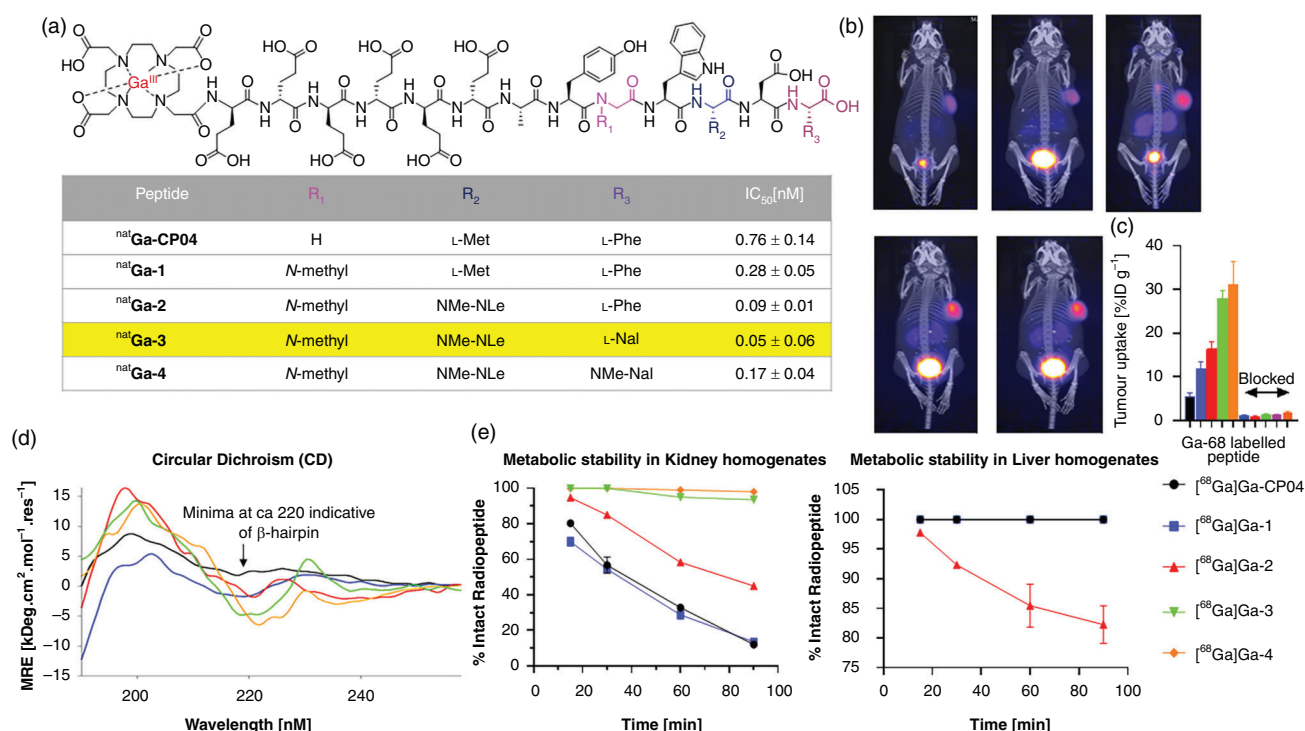 (a)
O OH O OH O OH
O O OH
HO N N O
Ga^III
O N N
O O
NH
O OH
N H O N R₁ R₂ R₃ OH
O OH O OH O OH
Peptide R₁ R₂ R₃ IC₅₀[nM]
ⁿᵃᵗGa-CP04 H L-Met L-Phe 0.76 ± 0.14
ⁿᵃᵗGa-1 N-methyl L-Met L-Phe 0.28 ± 0.05
ⁿᵃᵗGa-2 N-methyl NMe-NLe L-Phe 0.09 ± 0.01
ⁿᵃᵗGa-3 N-methyl NMe-NLe L-Nal 0.05 ± 0.06
ⁿᵃᵗGa-4 N-methyl NMe-NLe NMe-Nal 0.17 ± 0.04
(b)
(c)
Tumour uptake [%ID g⁻¹]
40
30
20
10
0
Blocked
Ga-68 labelled
peptide
(d)
Circular Dichroism (CD)
Minima at ca 220 indicative
of β-hairpin
MRE [kDeg.cm².mol⁻¹.res⁻¹]
15
10
5
0
−5
−10
−15
200 220 240
Wavelength [nM]
(e)
Metabolic stability in Kidney homogenates
% Intact Radiopeptide
100
80
60
40
20
0
0 20 40 60 80 100
Time [min]
Metabolic stability in Liver homogenates
% Intact Radiopeptide
105
100
95
90
85
80
75
0 20 40 60 80 100
Time [min]
[⁶⁸Ga]Ga-CP04
[⁶⁸Ga]Ga-1
[⁶⁸Ga]Ga-2
[⁶⁸Ga]Ga-3
[⁶⁸Ga]Ga-4